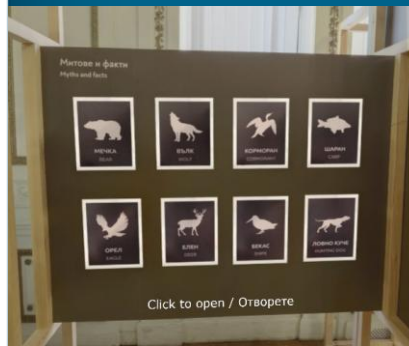 Митове и факти
Myths and facts
МЕЧКА
BEAR
ВЪЛК
WOLF
КОРМОРАН
CORMORANT
ШАРАН
CARP
ОРЕЛ
EAGLE
ЕЛЕН
DEER
БЕКАС
SNIPE
ЛОВНО КУЧЕ
HUNTING DOG
Click to open / Отворете